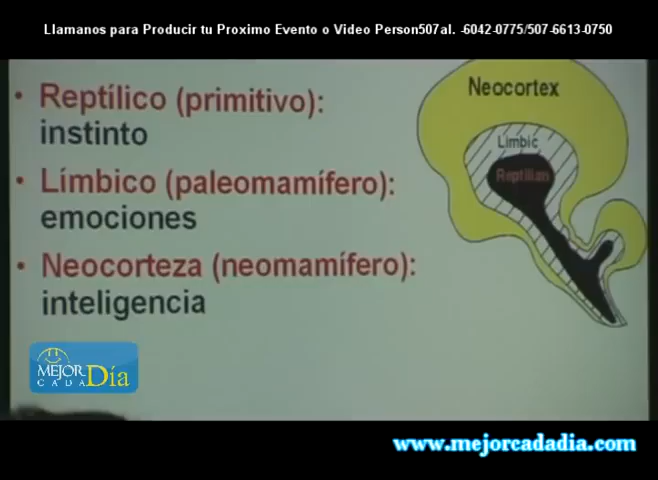 Llamanos para Producir tu Proximo Evento o Video Person507al. -6042-0775/507-6613-0750
• Reptílico (primitivo):
instinto
• Límbico (paleomamífero):
emociones
• Neocorteza (neomamífero):
inteligencia
Neocortex
Limbic
Reptilian
MEJOR
CADA Día
www.mejorcadadia.com